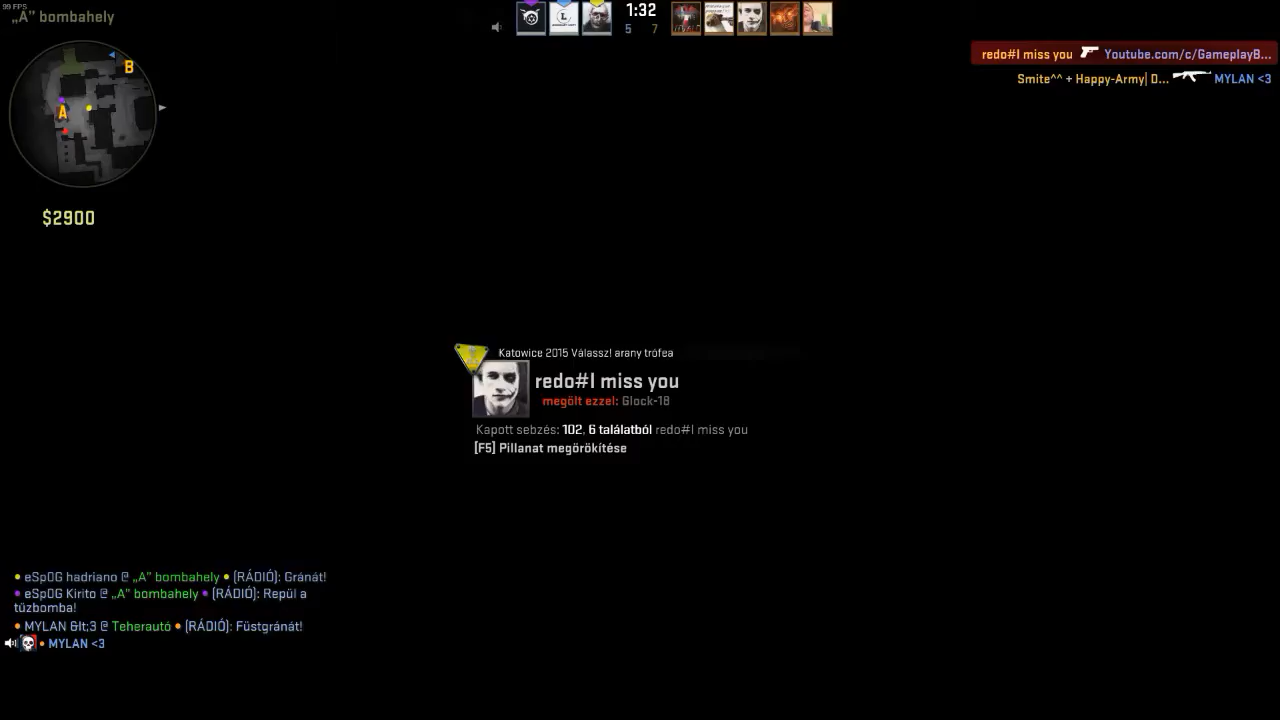 99 FPS
„A” bombahely
1:32
5 7
B
A
$2900
redo#I miss you Youtube.com/c/GameplayB...
Smite^^ + Happy-Army| D... MYLAN <3
Katowice 2015 Válassz! arany trófea
redo#I miss you
megölt ezzel: Glock-18
Kapott sebzés: 102, 6 találatból redo#I miss you
[F5] Pillanat megörökítése
• eSpOG hadriano @ „A” bombahely • (RÁDIÓ): Gránát!
• eSpOG Kirito @ „A” bombahely • (RÁDIÓ): Repül a
tűzbomba!
• MYLAN &lt;3 @ Teherautó • (RÁDIÓ): Füstgránát!
• MYLAN <3